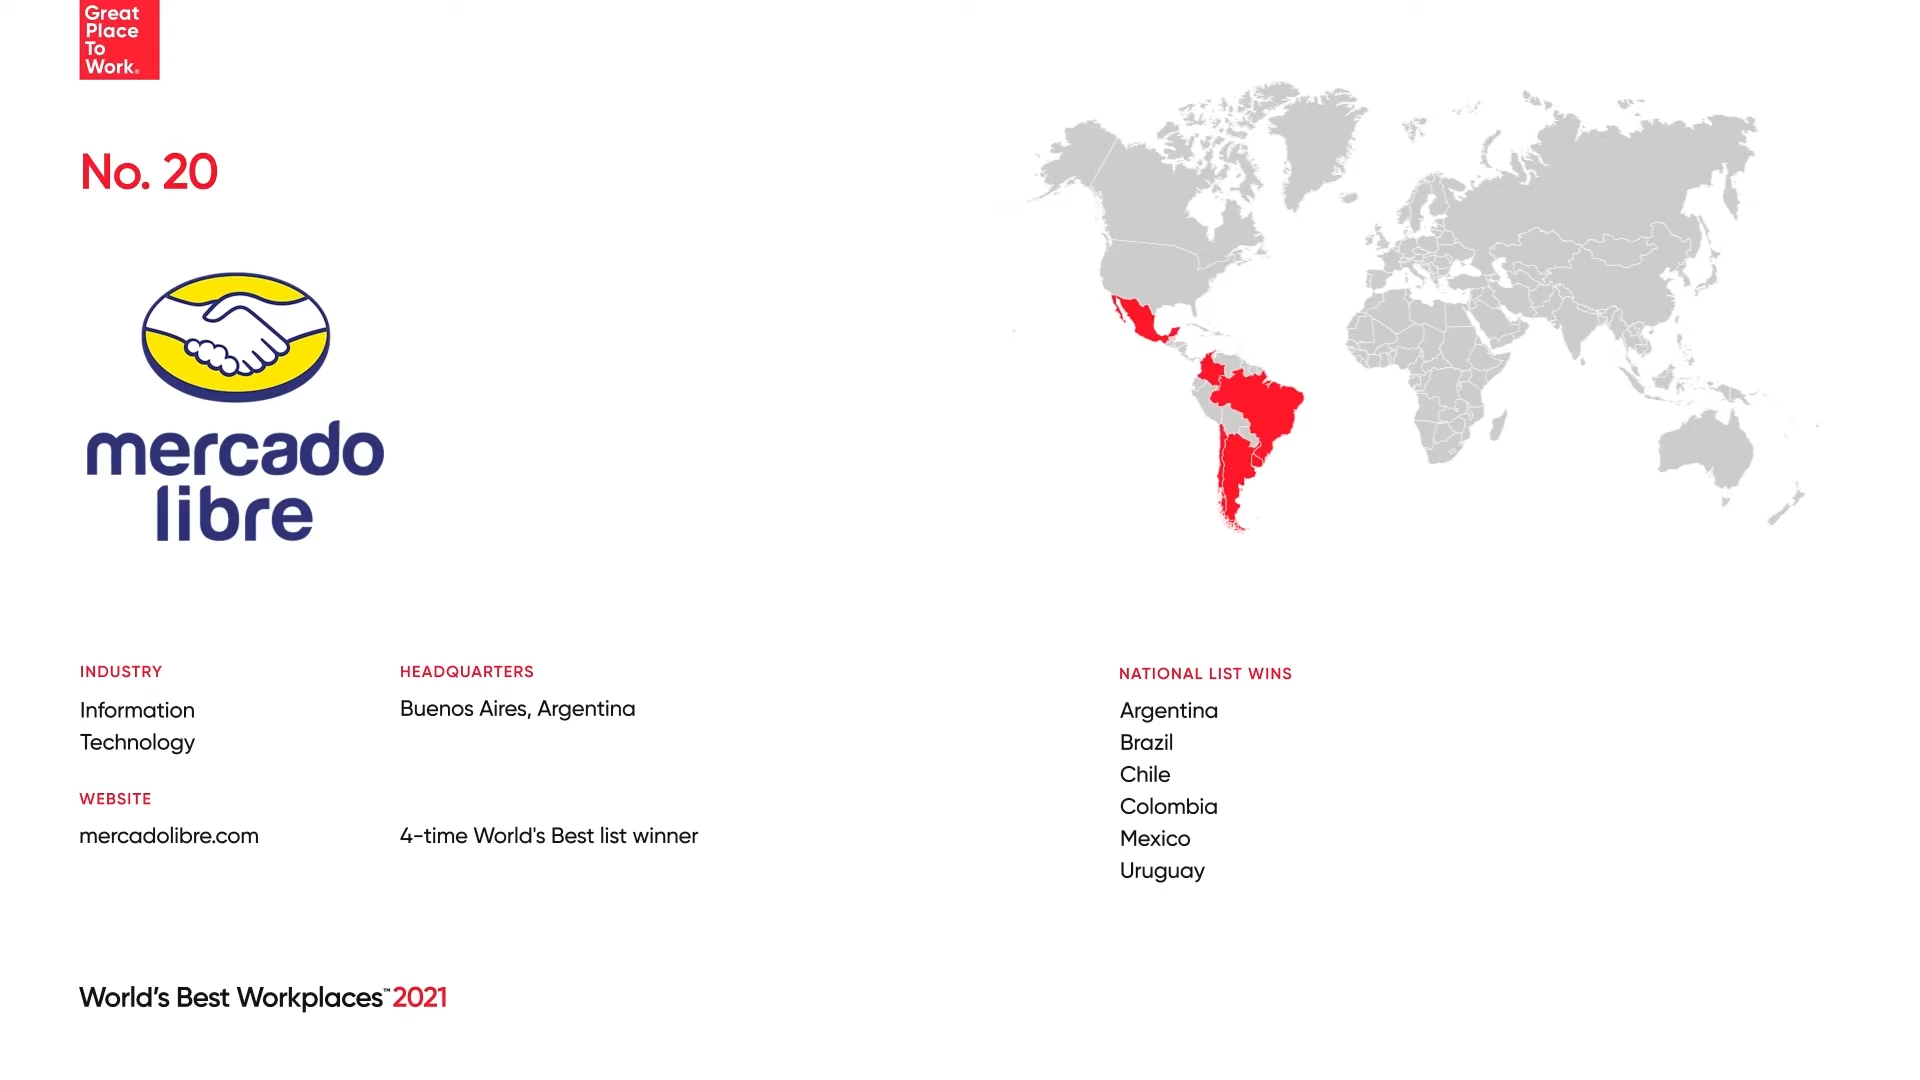 Great
Place
To
Work®
No. 20
mercado
libre
INDUSTRY
Information
Technology
HEADQUARTERS
Buenos Aires, Argentina
WEBSITE
mercadolibre.com
4-time World's Best list winner
NATIONAL LIST WINS
Argentina
Brazil
Chile
Colombia
Mexico
Uruguay
World’s Best Workplaces™ 2021